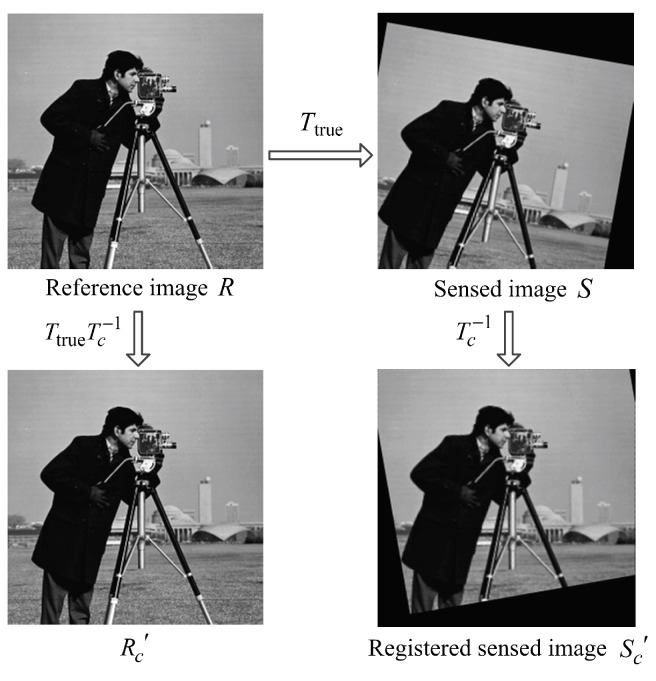 T_true
Reference image R
Sensed image S
T_true T_c^{-1}
T_c^{-1}
R_c′
Registered sensed image S_c′